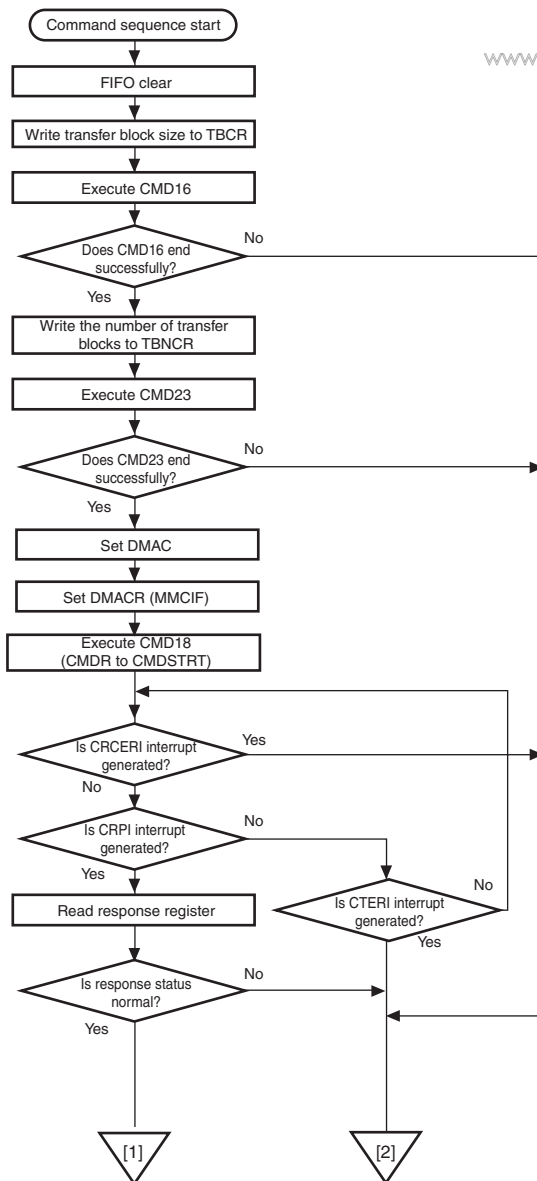 Command sequence start
WWW
FIFO clear
Write transfer block size to TBCR
Execute CMD16
Does CMD16 end
successfully?
No
Yes
Write the number of transfer
blocks to TBNCR
Execute CMD23
Does CMD23 end
successfully?
No
Yes
Set DMAC
Set DMACR (MMCIF)
Execute CMD18
(CMDR to CMDSTRT)
Is CRCERI interrupt
generated?
Yes
No
Is CRPI interrupt
generated?
No
Yes
Is CTERI interrupt
generated?
No
Yes
Read response register
Is response status
normal?
No
Yes
[1]
[2]